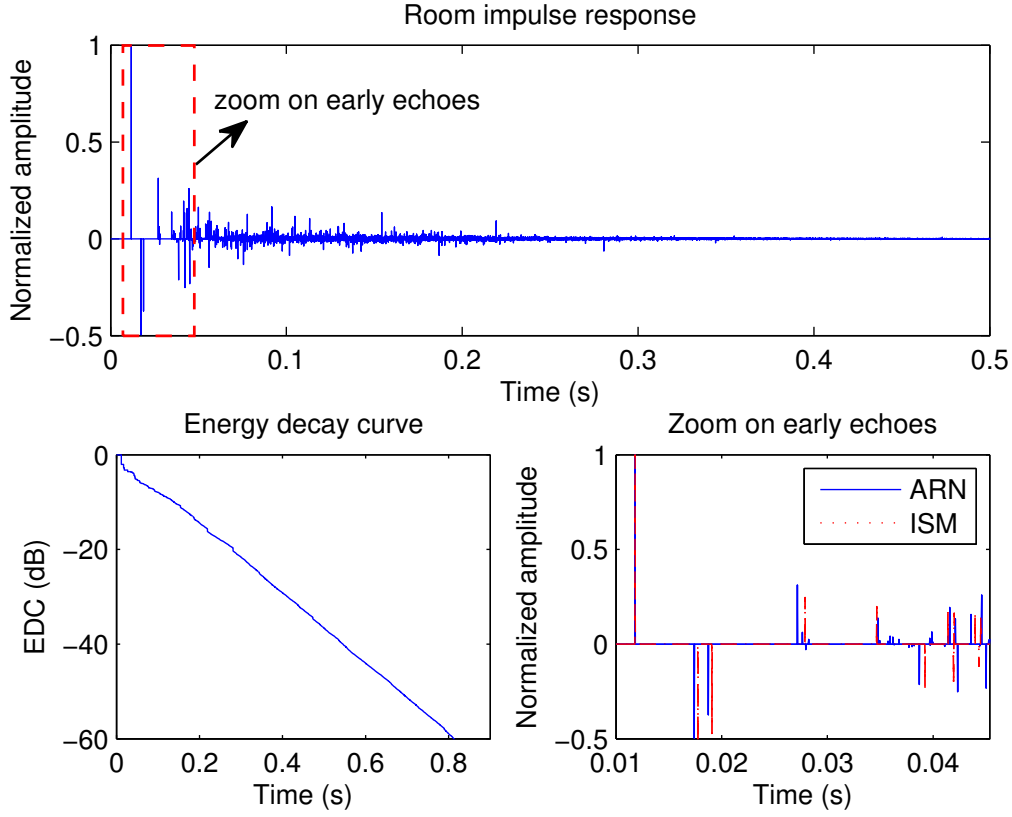 Room impulse response
Normalized amplitude
1
0.5
0
−0.5
zoom on early echoes
0
0.1
0.2
0.3
0.4
0.5
Time (s)
Energy decay curve
EDC (dB)
0
−20
−40
−60
0
0.2
0.4
0.6
0.8
Time (s)
Zoom on early echoes
Normalized amplitude
1
0.5
0
−0.5
ARN
ISM
0.01
0.02
0.03
0.04
Time (s)